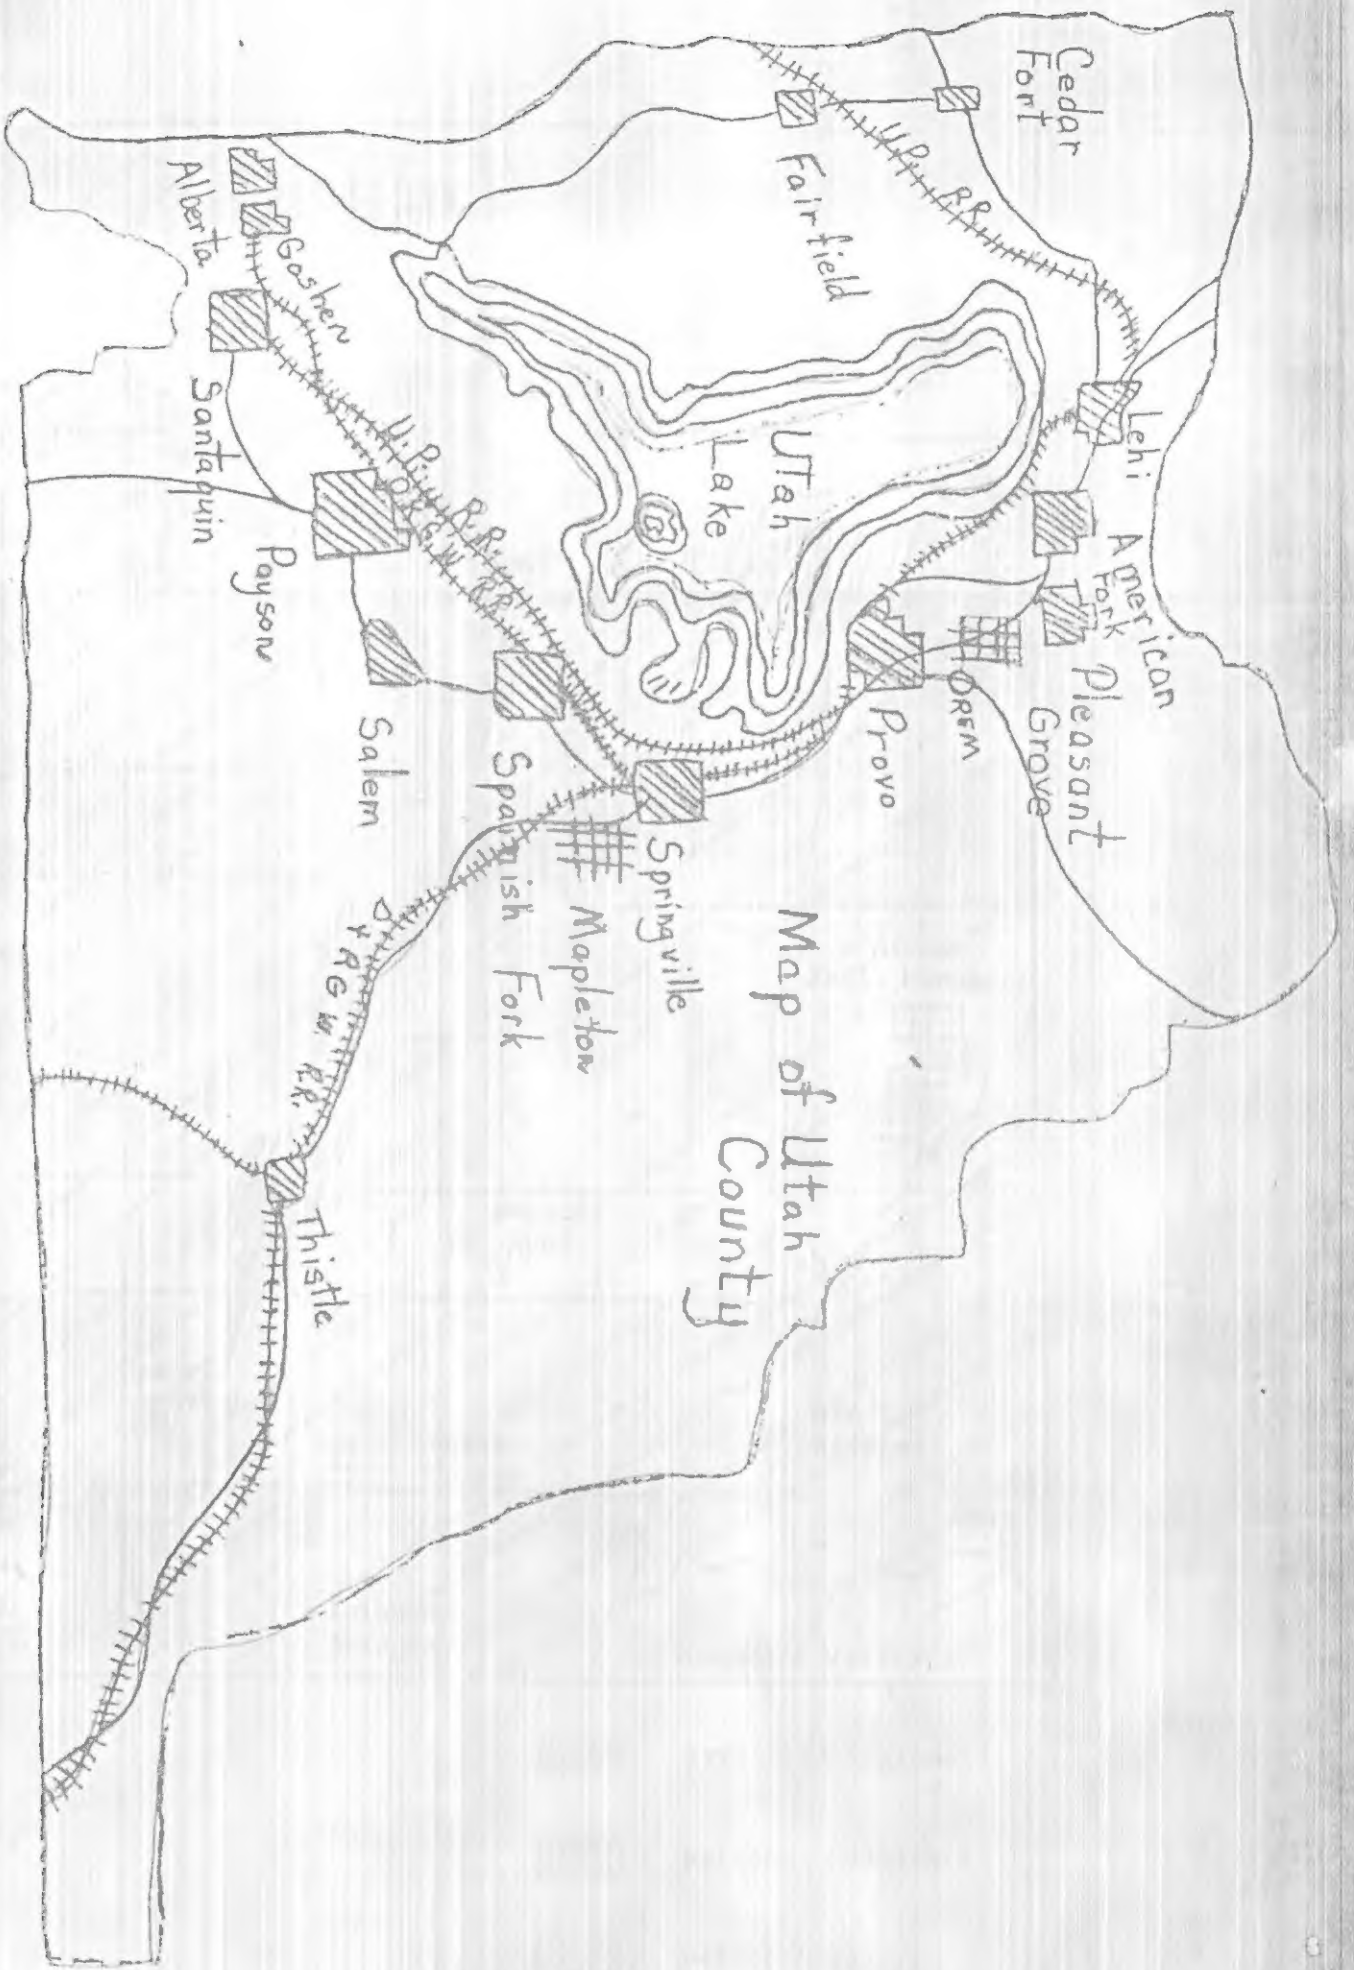 Cedar
Fort
U.P. R.R.
Fairfield
Lehi
American
Fork
Pleasant
Grove
OREM
Provo
Utah
Lake
Map of Utah
County
Springville
Mapleton
Spanish Fork
Salem
Payson
Santaquin
Goshen
Alberta
R.R.
D.R.G.W. R.R.
D & R G W. R.R.
Thistle